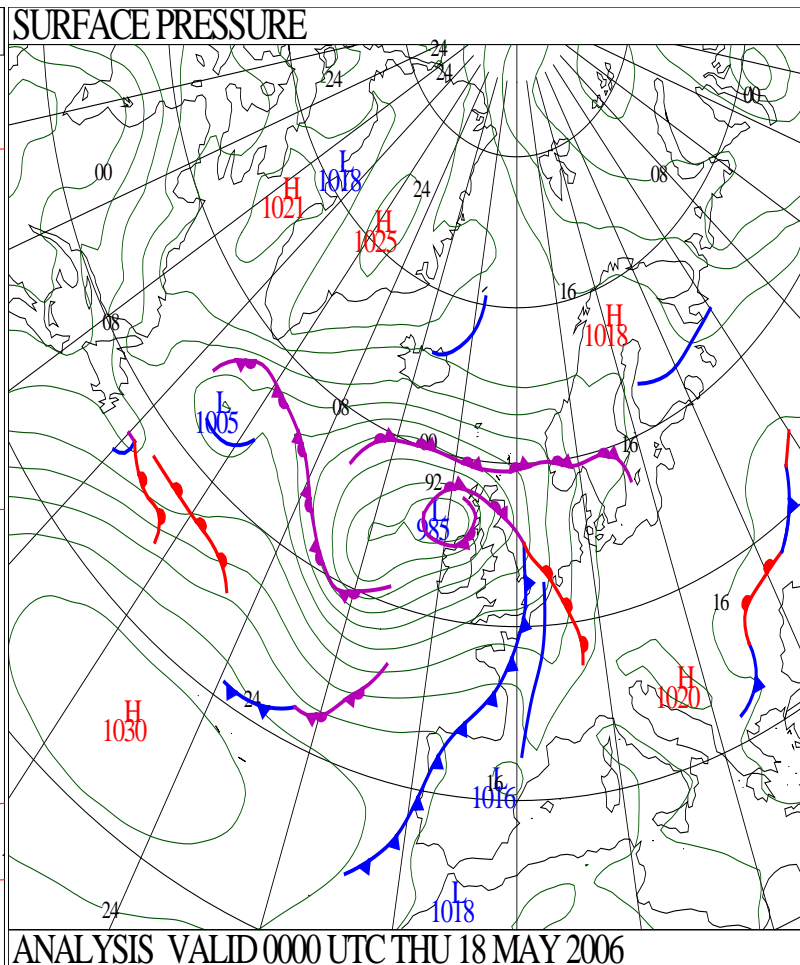 SURFACE PRESSURE
24
24
24
00
00
L
1018
08
H
1021
24
H
1025
16
H
1018
08
L
1005
08
00
16
92
L
985
16
H
1020
24
H
1030
L
16
1016
L
1018
24
ANALYSIS VALID 0000 UTC THU 18 MAY 2006